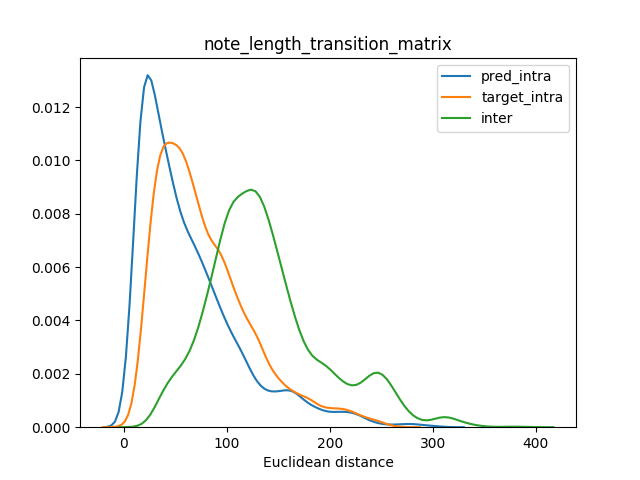 note_length_transition_matrix
pred_intra
target_intra
inter
0.012
0.010
0.008
0.006
0.004
0.002
0.000
0
100
200
300
400
Euclidean distance